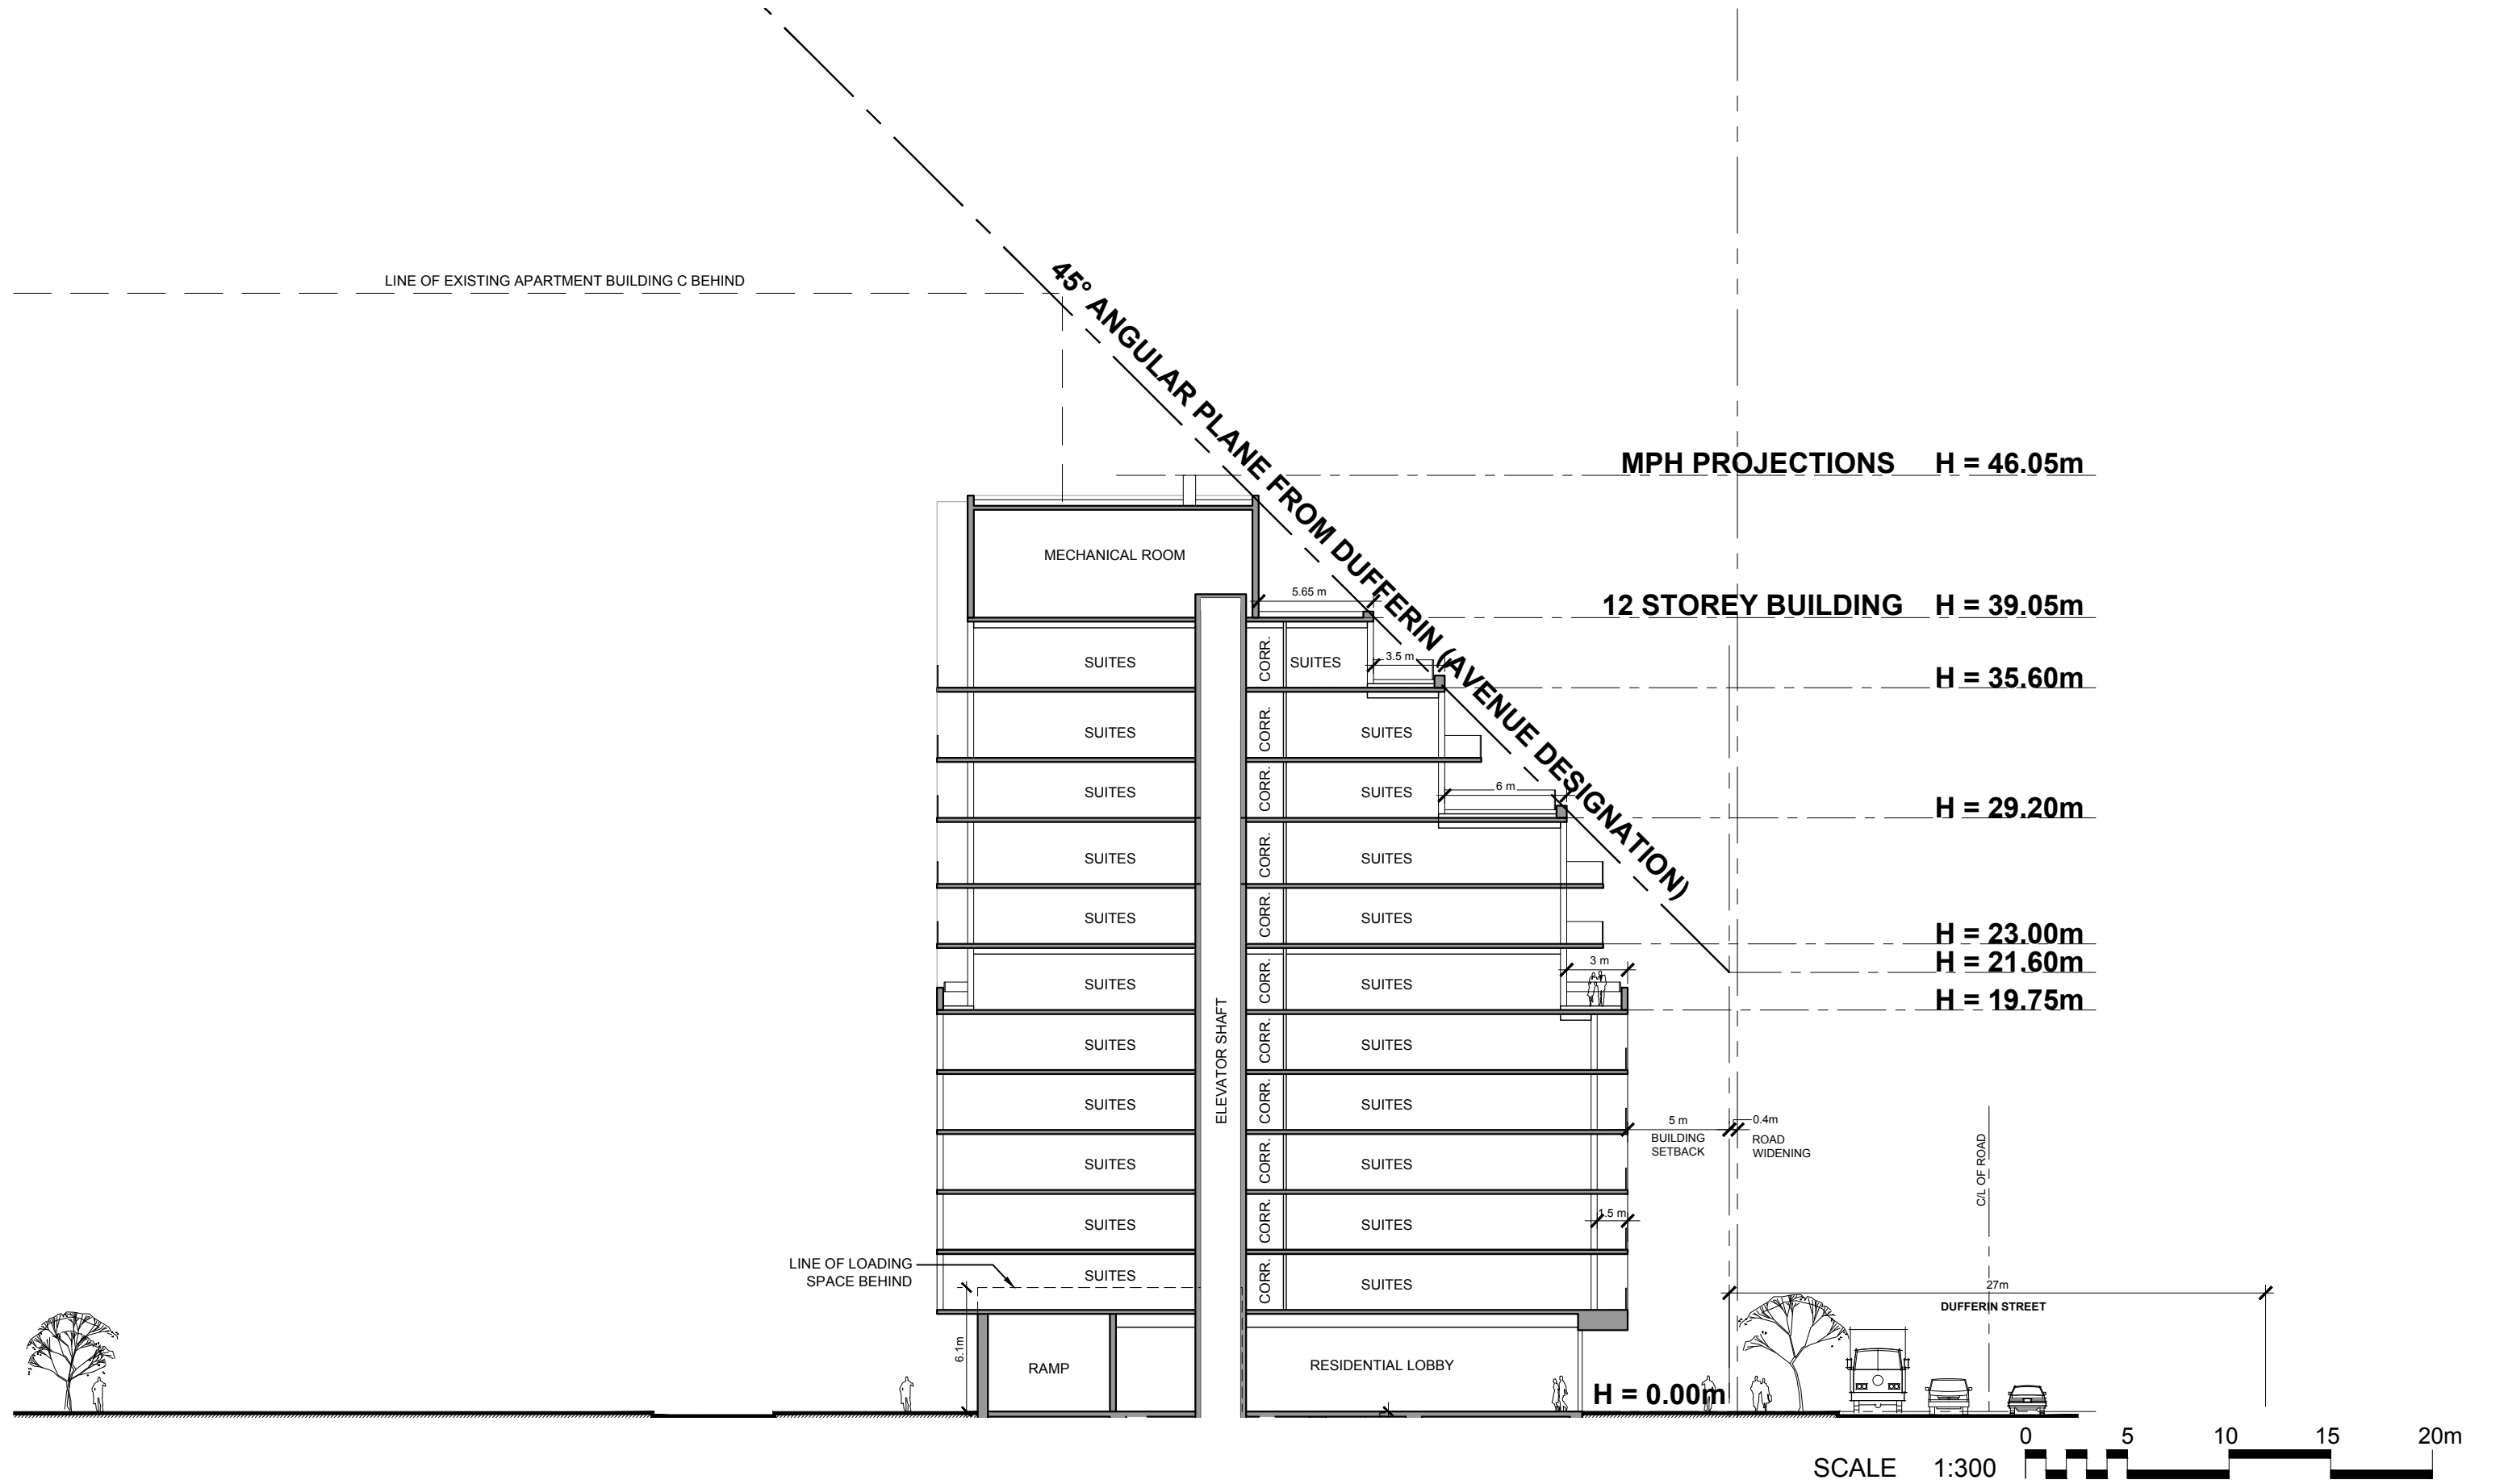 LINE OF EXISTING APARTMENT BUILDING C BEHIND
45° ANGULAR PLANE FROM DUFFERIN (AVENUE DESIGNATION)
MPH PROJECTIONS H = 46.05m
MECHANICAL ROOM
5.65 m
12 STOREY BUILDING H = 39.05m
SUITES CORR. SUITES
3.5 m
H = 35.60m
SUITES CORR. SUITES
SUITES CORR. SUITES
6 m
H = 29.20m
SUITES CORR. SUITES
SUITES CORR. SUITES
H = 23.00m
3 m
H = 21.60m
SUITES CORR. SUITES
H = 19.75m
ELEVATOR SHAFT
SUITES CORR. SUITES
SUITES CORR. SUITES
5 m
BUILDING
SETBACK
0.4m
ROAD
WIDENING
C/L OF ROAD
SUITES CORR. SUITES
SUITES CORR. SUITES
1.5 m
LINE OF LOADING
SPACE BEHIND
SUITES CORR. SUITES
27m
DUFFERIN STREET
6.1m
RAMP
RESIDENTIAL LOBBY
H = 0.00m
0 5 10 15 20m
SCALE 1:300